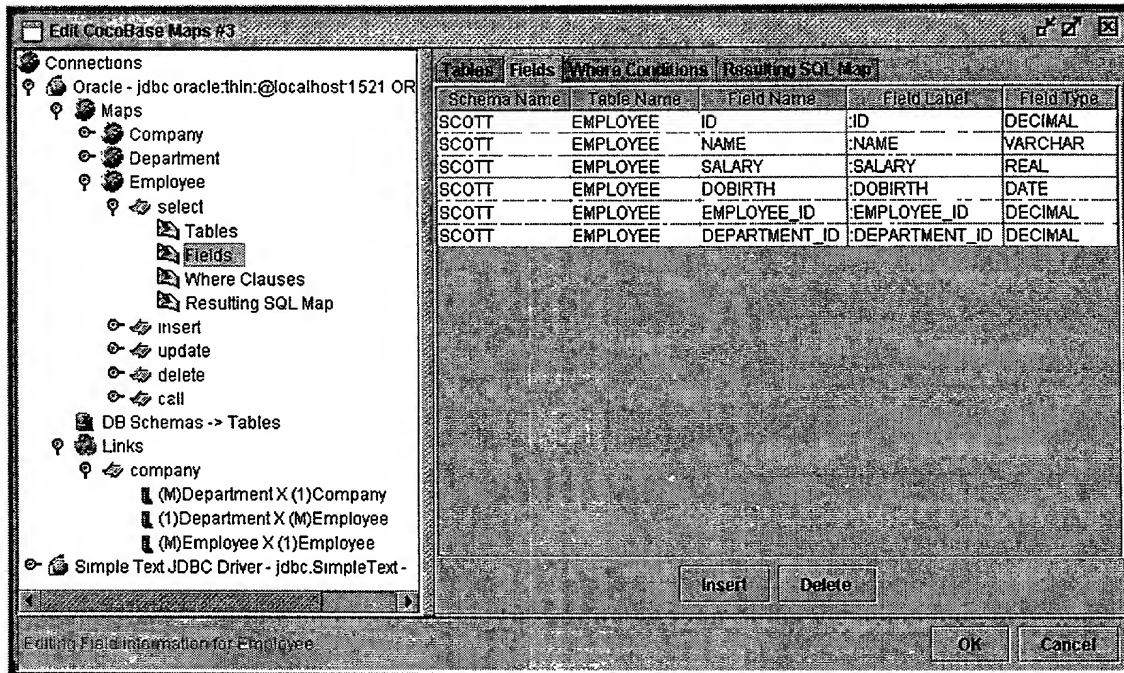 Edit CocoBase Maps #3
Connections
Oracle - jdbc oracle:thin:@localhost 1521 OR
Maps
Company
Department
Employee
select
Tables
Fields
Where Clauses
Resulting SQL Map
insert
update
delete
call
DB Schemas -> Tables
Links
company
(M)Department X (1)Company
(1)Department X (M)Employee
(M)Employee X (1)Employee
Simple Text JDBC Driver - jdbc.SimpleText -
Tables Fields Where Conditions Resulting SQL Map
Schema Name Table Name Field Name Field Label Field Type
SCOTT EMPLOYEE ID :ID DECIMAL
SCOTT EMPLOYEE NAME :NAME VARCHAR
SCOTT EMPLOYEE SALARY :SALARY REAL
SCOTT EMPLOYEE DOBIRTH :DOBIRTH DATE
SCOTT EMPLOYEE EMPLOYEE_ID :EMPLOYEE_ID DECIMAL
SCOTT EMPLOYEE DEPARTMENT_ID :DEPARTMENT_ID DECIMAL
Insert Delete
Editing Field information for Employee
OK Cancel